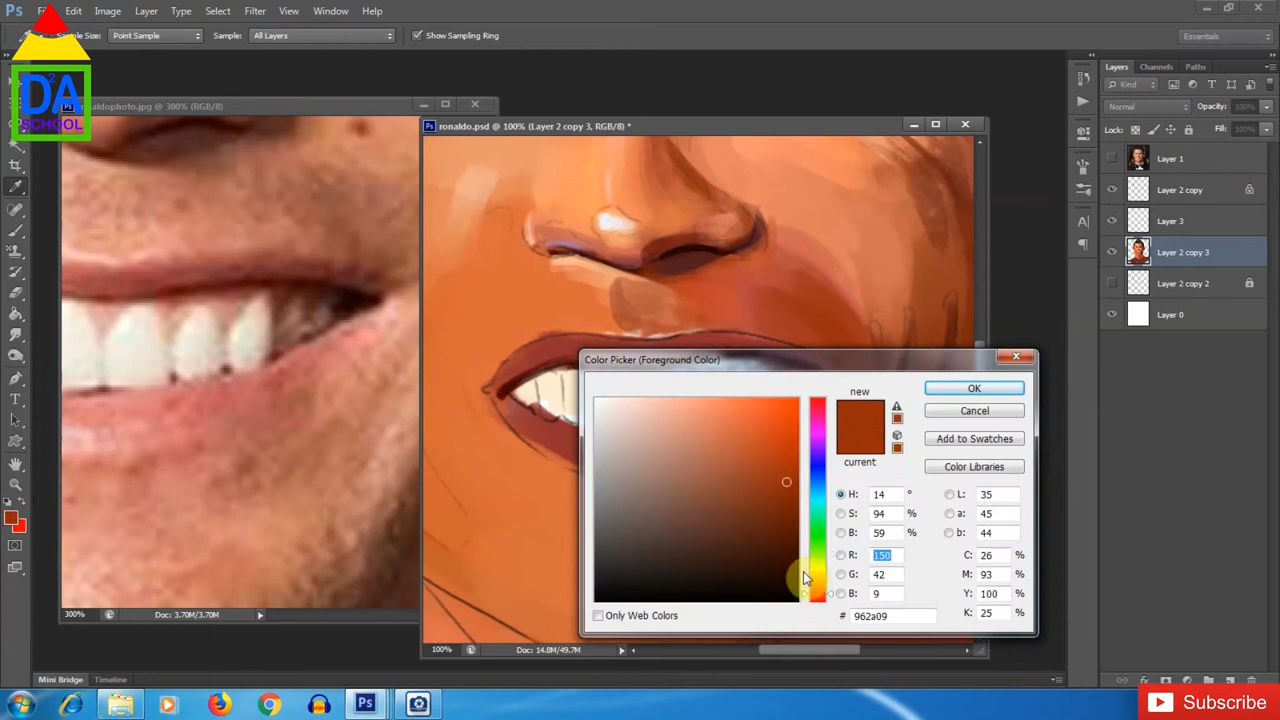 Ps Edit Image Layer Type Select Filter View Window Help
Sample Size: Point Sample Sample: All Layers Show Sampling Ring Essentials
D2A
SCHOOL
ronaldophoto.jpg @ 300% (RGB/8)
Ps ronaldo.psd @ 100% (Layer 2 copy 3, RGB/8) *
Layers Channels Paths
Kind
Normal Opacity: 100%
Lock: Fill: 100%
Layer 1
Layer 2 copy
Layer 3
Layer 2 copy 3
Layer 2 copy 2
Layer 0
Color Picker (Foreground Color)
new
current
OK
Cancel
Add to Swatches
Color Libraries
H: 14 ° L: 35
S: 94 % a: 45
B: 59 % b: 44
R: 150 C: 26 %
G: 42 M: 93 %
B: 9 Y: 100 %
# 962a09 K: 25 %
Only Web Colors
300% Doc: 3.70M/3.70M
100% Doc: 14.8M/49.7M
Mini Bridge Timeline
Ps
Subscribe